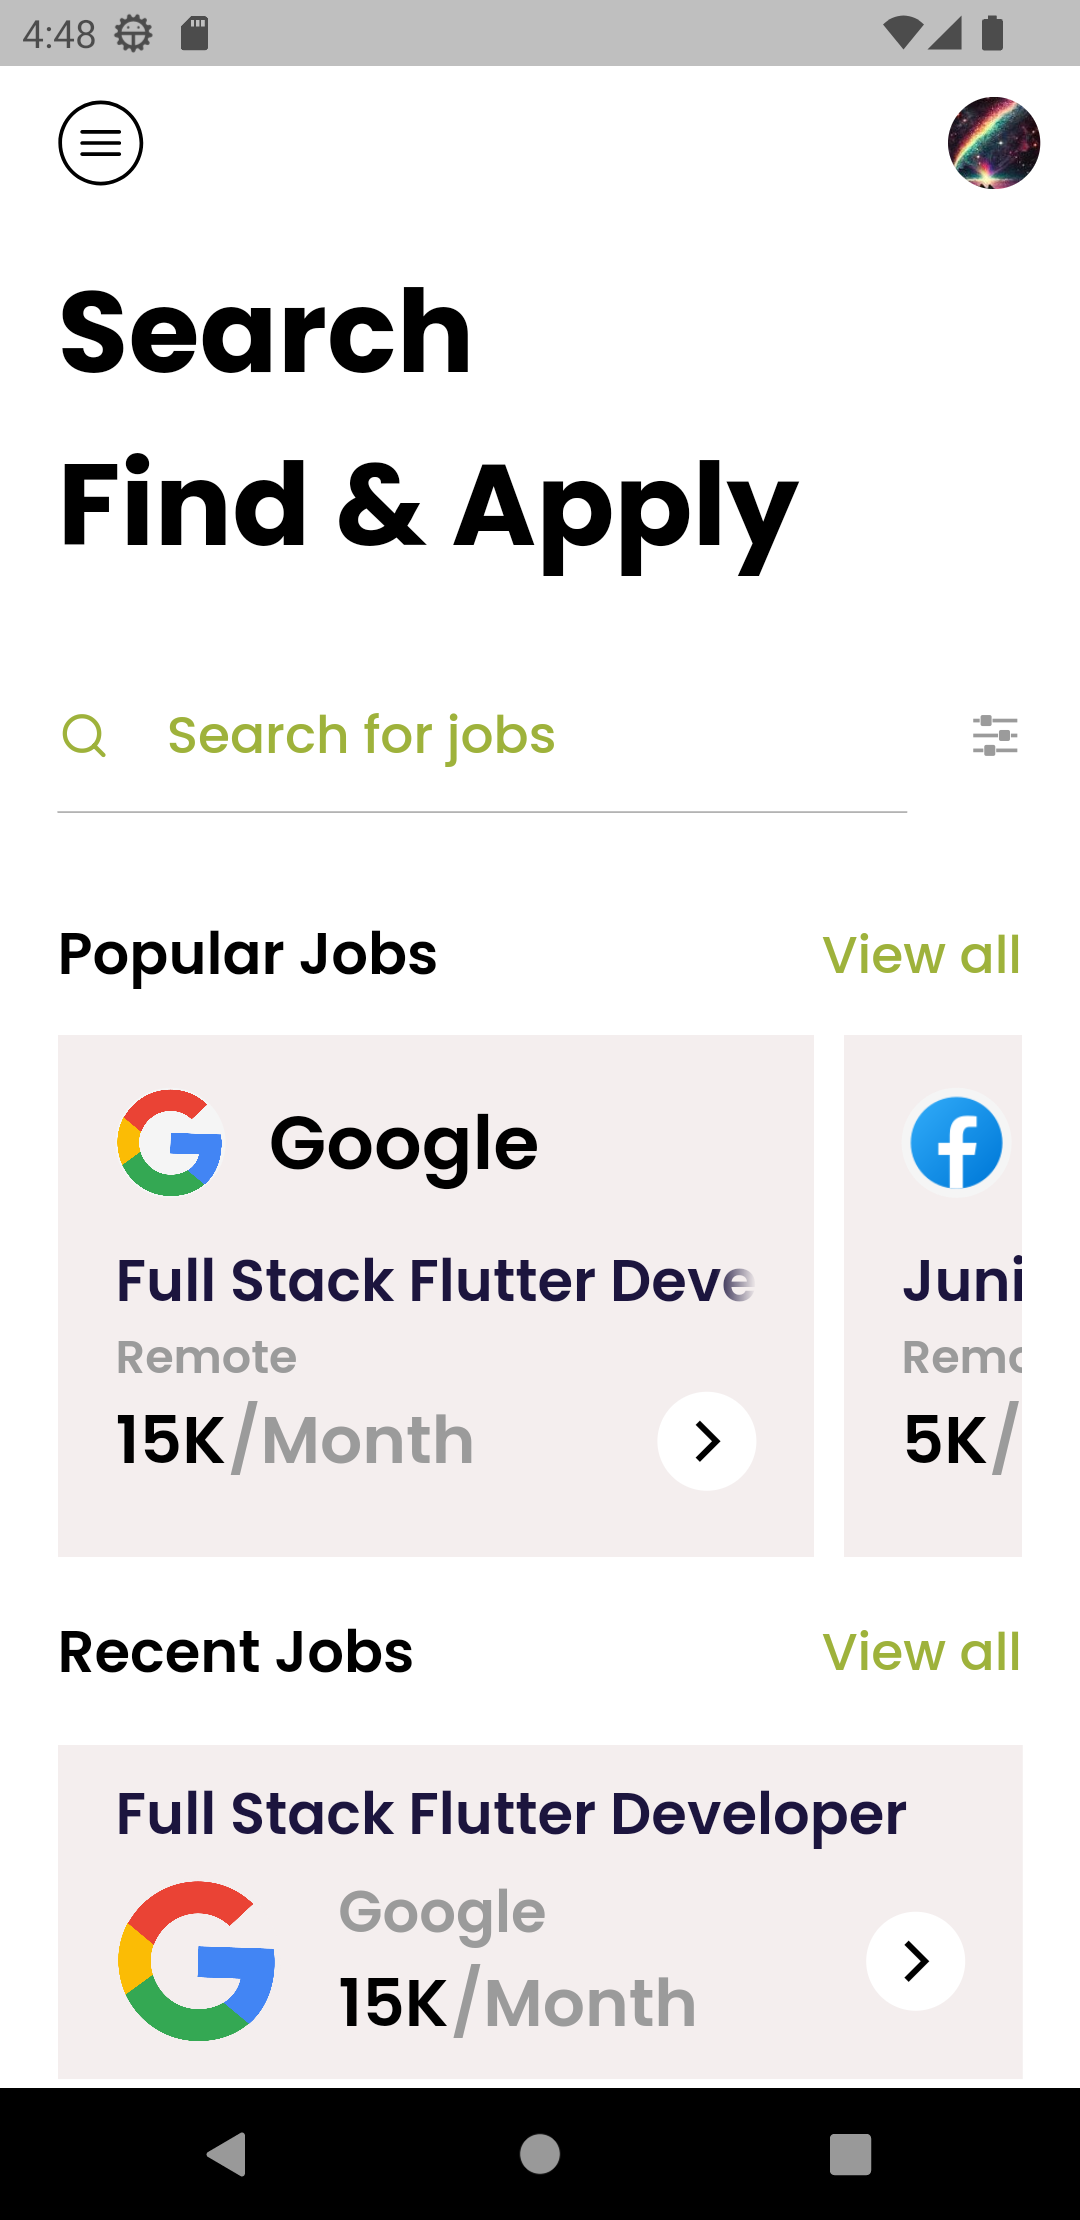 4:48
Search
Find & Apply
Search for jobs
Popular Jobs
View all
Google
Full Stack Flutter Deve
Juni
Remote
Remo
15K/Month
5K/
Recent Jobs
View all
Full Stack Flutter Developer
Google
15K/Month